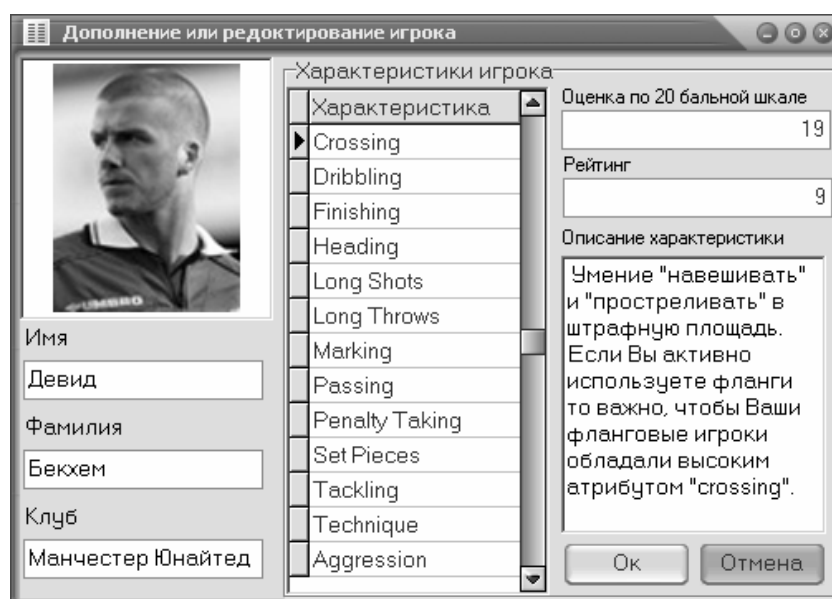 Дополнение или редоктирование игрока
UMBRO
Имя
Девид
Фамилия
Бекхем
Клуб
Манчестер Юнайтед
Характеристики игрока
Характеристика
Crossing
Dribbling
Finishing
Heading
Long Shots
Long Throws
Marking
Passing
Penalty Taking
Set Pieces
Tackling
Technique
Aggression
Оценка по 20 бальной шкале
19
Рейтинг
9
Описание характеристики
Умение "навешивать"
и "простреливать" в
штрафную площадь.
Если Вы активно
используете фланги
то важно, чтобы Ваши
фланговые игроки
обладали высоким
атрибутом "crossing".
Ок
Отмена